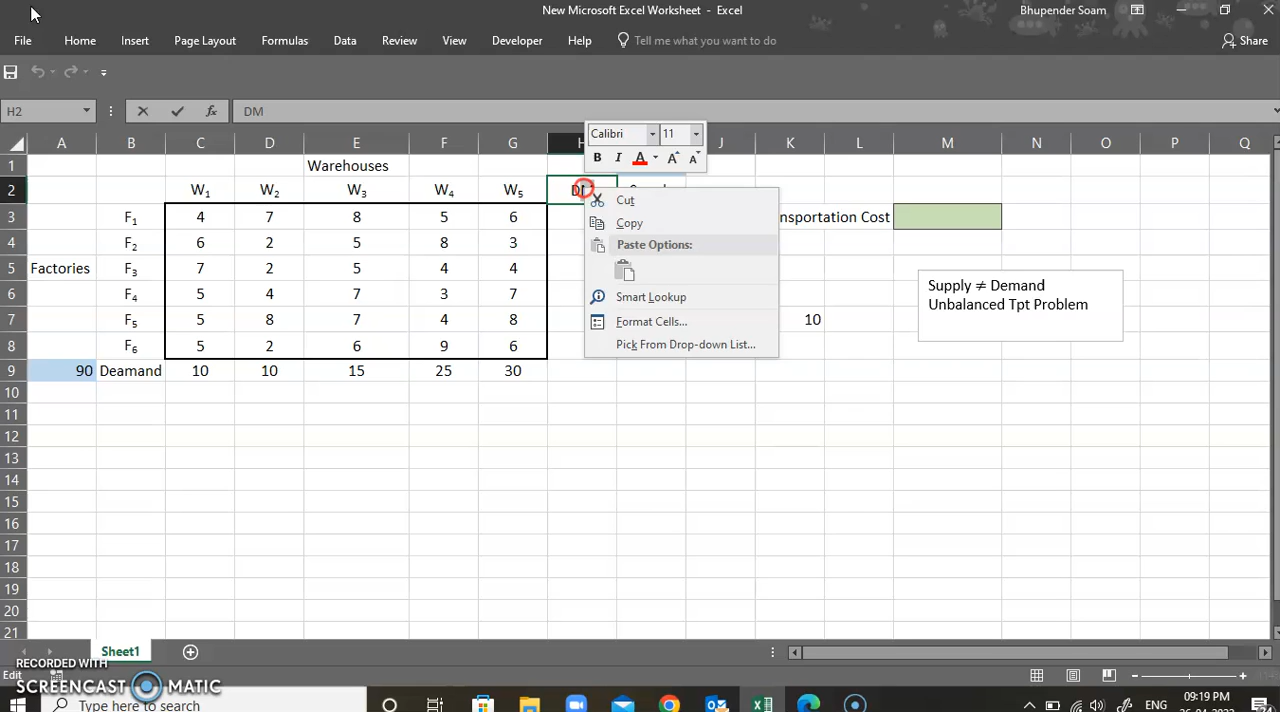 New Microsoft Excel Worksheet - Excel
Bhupender Soam
File Home Insert Page Layout Formulas Data Review View Developer Help Tell me what you want to do Share
H2 fx DM
Calibri 11
B I A A A
A B C D E F G H J K L M N O P Q
1 Warehouses
2 W1 W2 W3 W4 W5
3 F1 4 7 8 5 6 nsportation Cost
4 F2 6 2 5 8 3
5 Factories F3 7 2 5 4 4
6 F4 5 4 7 3 7
7 F5 5 8 7 4 8 10
8 F6 5 2 6 9 6
9 90 Deamand 10 10 15 25 30
10
11
12
13
14
15
16
17
18
19
20
21
Cut
Copy
Paste Options:
Smart Lookup
Format Cells...
Pick From Drop-down List...
Supply ≠ Demand
Unbalanced Tpt Problem
Sheet1
RECORDED WITH
SCREENCAST MATIC
Edit
Type here to search
ENG
09:19 PM